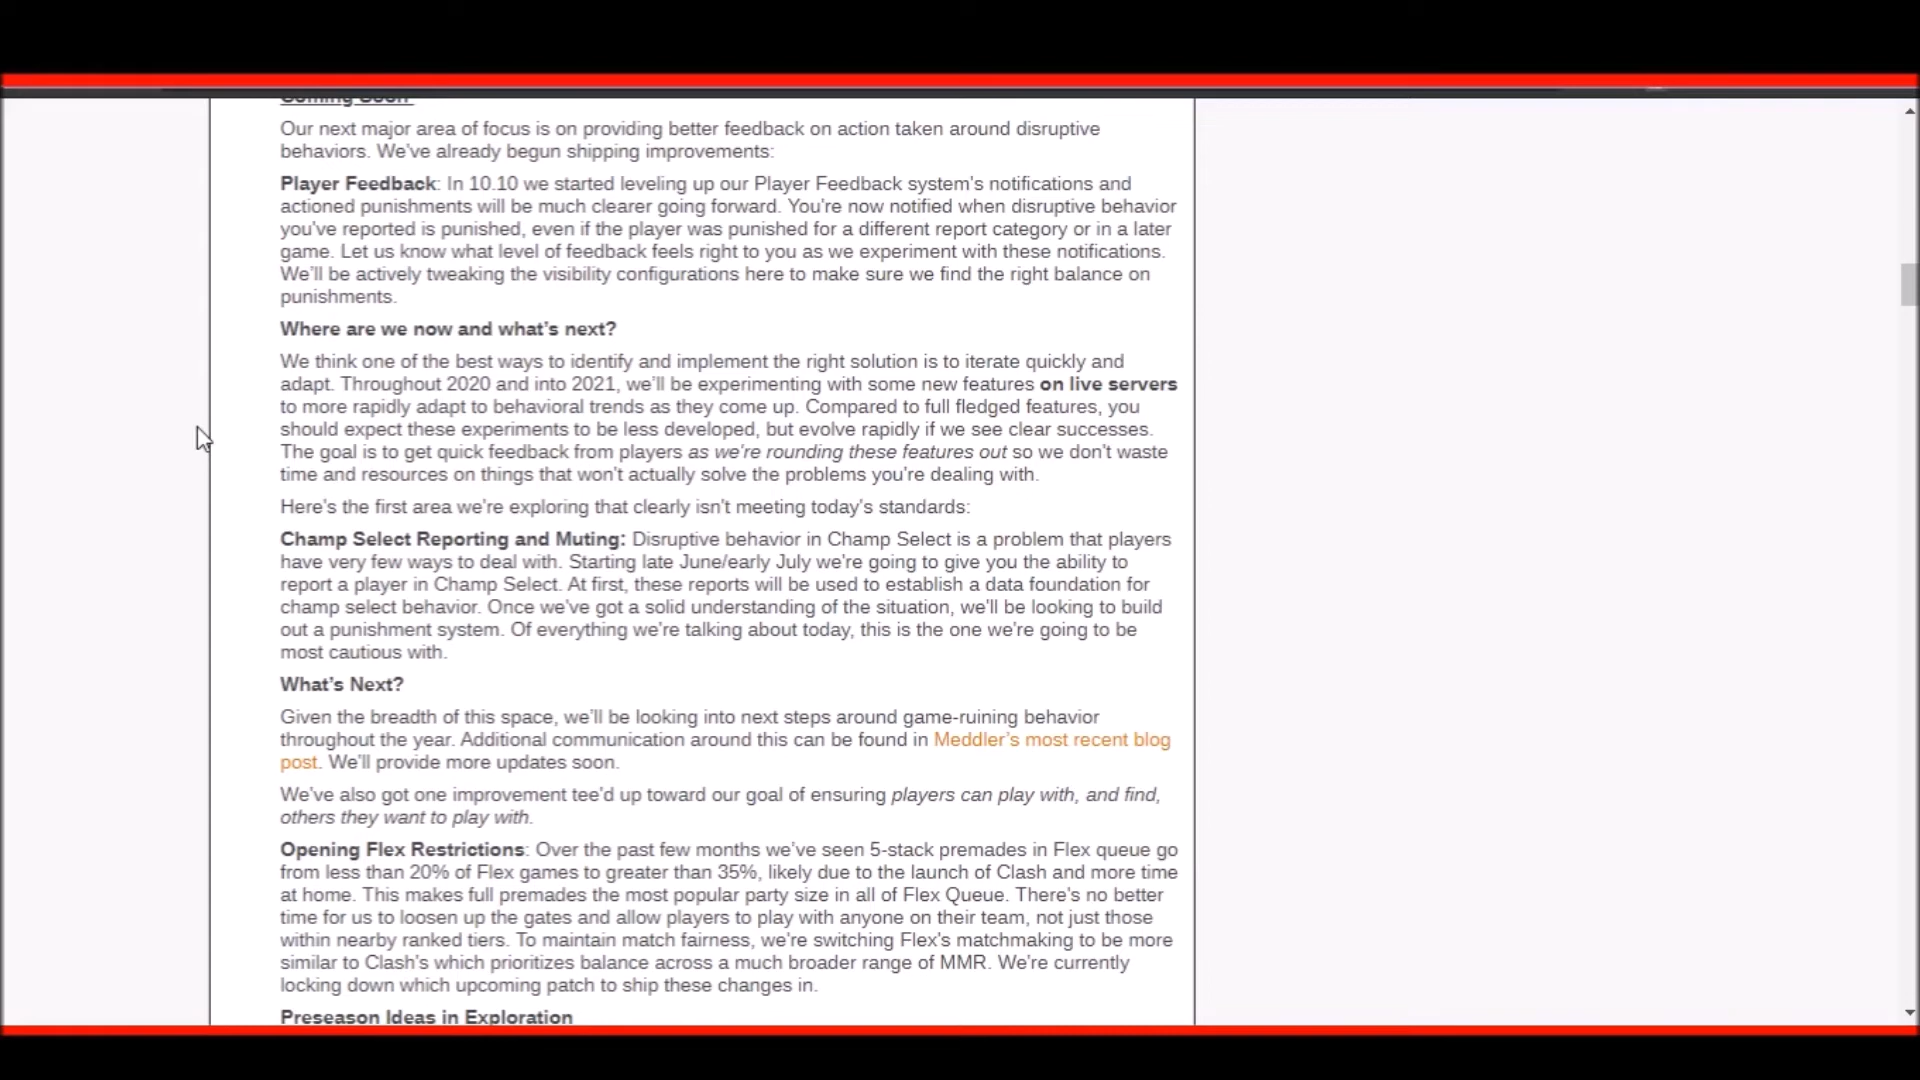 Coming Soon
Our next major area of focus is on providing better feedback on action taken around disruptive
behaviors. We've already begun shipping improvements:
Player Feedback: In 10.10 we started leveling up our Player Feedback system's notifications and
actioned punishments will be much clearer going forward. You're now notified when disruptive behavior
you've reported is punished, even if the player was punished for a different report category or in a later
game. Let us know what level of feedback feels right to you as we experiment with these notifications.
We'll be actively tweaking the visibility configurations here to make sure we find the right balance on
punishments.
Where are we now and what's next?
We think one of the best ways to identify and implement the right solution is to iterate quickly and
adapt. Throughout 2020 and into 2021, we'll be experimenting with some new features on live servers
to more rapidly adapt to behavioral trends as they come up. Compared to full fledged features, you
should expect these experiments to be less developed, but evolve rapidly if we see clear successes.
The goal is to get quick feedback from players as we're rounding these features out so we don't waste
time and resources on things that won't actually solve the problems you're dealing with.
Here's the first area we're exploring that clearly isn't meeting today's standards:
Champ Select Reporting and Muting: Disruptive behavior in Champ Select is a problem that players
have very few ways to deal with. Starting late June/early July we're going to give you the ability to
report a player in Champ Select. At first, these reports will be used to establish a data foundation for
champ select behavior. Once we've got a solid understanding of the situation, we'll be looking to build
out a punishment system. Of everything we're talking about today, this is the one we're going to be
most cautious with.
What's Next?
Given the breadth of this space, we'll be looking into next steps around game-ruining behavior
throughout the year. Additional communication around this can be found in Meddler's most recent blog
post. We'll provide more updates soon.
We've also got one improvement tee'd up toward our goal of ensuring players can play with, and find,
others they want to play with.
Opening Flex Restrictions: Over the past few months we've seen 5-stack premades in Flex queue go
from less than 20% of Flex games to greater than 35%, likely due to the launch of Clash and more time
at home. This makes full premades the most popular party size in all of Flex Queue. There's no better
time for us to loosen up the gates and allow players to play with anyone on their team, not just those
within nearby ranked tiers. To maintain match fairness, we're switching Flex's matchmaking to be more
similar to Clash's which prioritizes balance across a much broader range of MMR. We're currently
locking down which upcoming patch to ship these changes in.
Preseason Ideas in Exploration